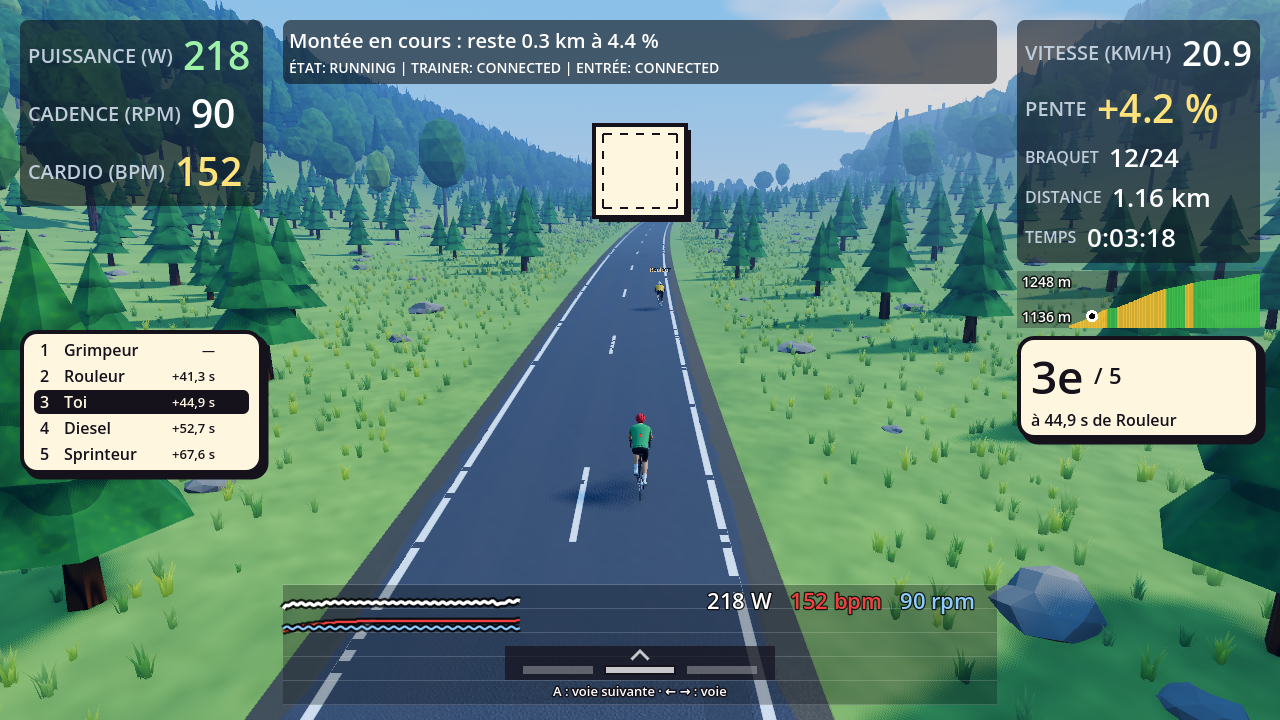 PUISSANCE (W) 218
CADENCE (RPM) 90
CARDIO (BPM) 152
Montée en cours : reste 0.3 km à 4.4 %
ÉTAT: RUNNING | TRAINER: CONNECTED | ENTRÉE: CONNECTED
VITESSE (KM/H) 20.9
PENTE +4.2 %
BRAQUET 12/24
DISTANCE 1.16 km
TEMPS 0:03:18
1248 m
1136 m
Rouleur
1 Grimpeur —
2 Rouleur +41,3 s
3 Toi +44,9 s
4 Diesel +52,7 s
5 Sprinteur +67,6 s
3e / 5
à 44,9 s de Rouleur
218 W 152 bpm 90 rpm
A : voie suivante · ← → : voie